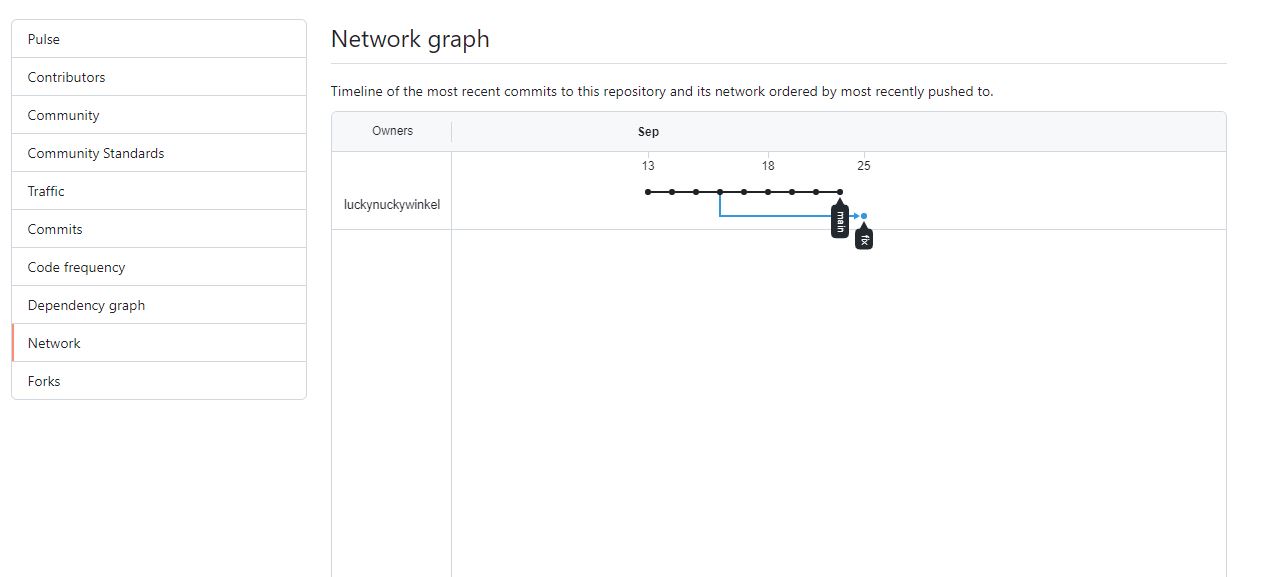 Pulse
Contributors
Community
Community Standards
Traffic
Commits
Code frequency
Dependency graph
Network
Forks
Network graph
Timeline of the most recent commits to this repository and its network ordered by most recently pushed to.
Owners
Sep
13 18 25
luckynuckywinkel
main
fix